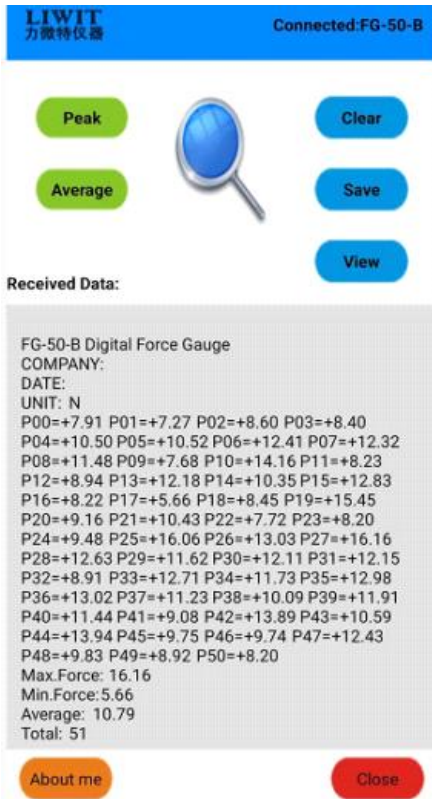 LIWIT
力微特仪器
Connected:FG-50-B
Peak
Clear
Average
Save
View
Received Data:
FG-50-B Digital Force Gauge
COMPANY:
DATE:
UNIT: N
P00=+7.91 P01=+7.27 P02=+8.60 P03=+8.40
P04=+10.50 P05=+10.52 P06=+12.41 P07=+12.32
P08=+11.48 P09=+7.68 P10=+14.16 P11=+8.23
P12=+8.94 P13=+12.18 P14=+10.35 P15=+12.83
P16=+8.22 P17=+5.66 P18=+8.45 P19=+15.45
P20=+9.16 P21=+10.43 P22=+7.72 P23=+8.20
P24=+9.48 P25=+16.06 P26=+13.03 P27=+16.16
P28=+12.63 P29=+11.62 P30=+12.11 P31=+12.15
P32=+8.91 P33=+12.71 P34=+11.73 P35=+12.98
P36=+13.02 P37=+11.23 P38=+10.09 P39=+11.91
P40=+11.44 P41=+9.08 P42=+13.89 P43=+10.59
P44=+13.94 P45=+9.75 P46=+9.74 P47=+12.43
P48=+9.83 P49=+8.92 P50=+8.20
Max.Force: 16.16
Min.Force:5.66
Average: 10.79
Total: 51
About me
Close